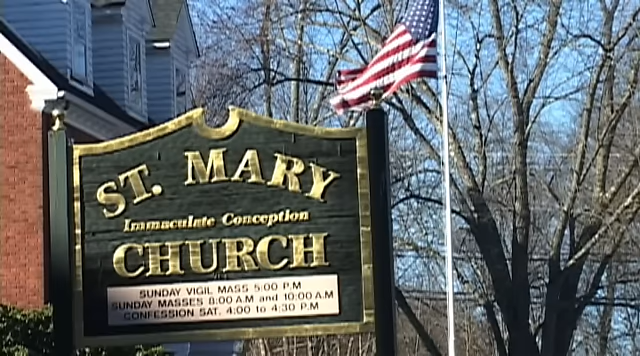 ST. MARY
Immaculate Conception
CHURCH
SUNDAY VIGIL MASS 5:00 P.M
SUNDAY MASSES 8:00 A.M and 10:00 A.M
CONFESSION SAT. 4:00 to 4:30 P.M